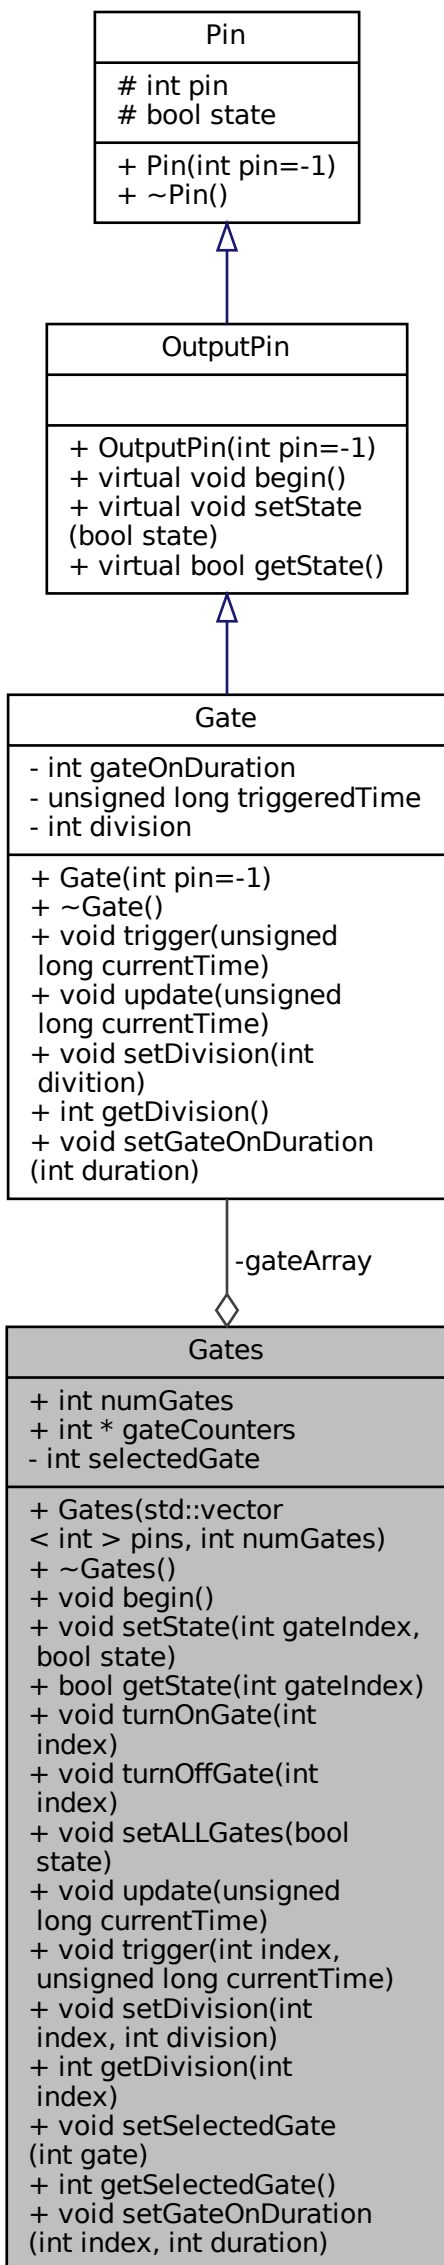 Pin
# int pin
# bool state
+ Pin(int pin=-1)
+ ~Pin()
OutputPin
+ OutputPin(int pin=-1)
+ virtual void begin()
+ virtual void setState
(bool state)
+ virtual bool getState()
Gate
- int gateOnDuration
- unsigned long triggeredTime
- int division
+ Gate(int pin=-1)
+ ~Gate()
+ void trigger(unsigned
long currentTime)
+ void update(unsigned
long currentTime)
+ void setDivision(int
divition)
+ int getDivision()
+ void setGateOnDuration
(int duration)
-gateArray
Gates
+ int numGates
+ int * gateCounters
- int selectedGate
+ Gates(std::vector
< int > pins, int numGates)
+ ~Gates()
+ void begin()
+ void setState(int gateIndex,
bool state)
+ bool getState(int gateIndex)
+ void turnOnGate(int
index)
+ void turnOffGate(int
index)
+ void setALLGates(bool
state)
+ void update(unsigned
long currentTime)
+ void trigger(int index,
unsigned long currentTime)
+ void setDivision(int
index, int division)
+ int getDivision(int
index)
+ void setSelectedGate
(int gate)
+ int getSelectedGate()
+ void setGateOnDuration
(int index, int duration)